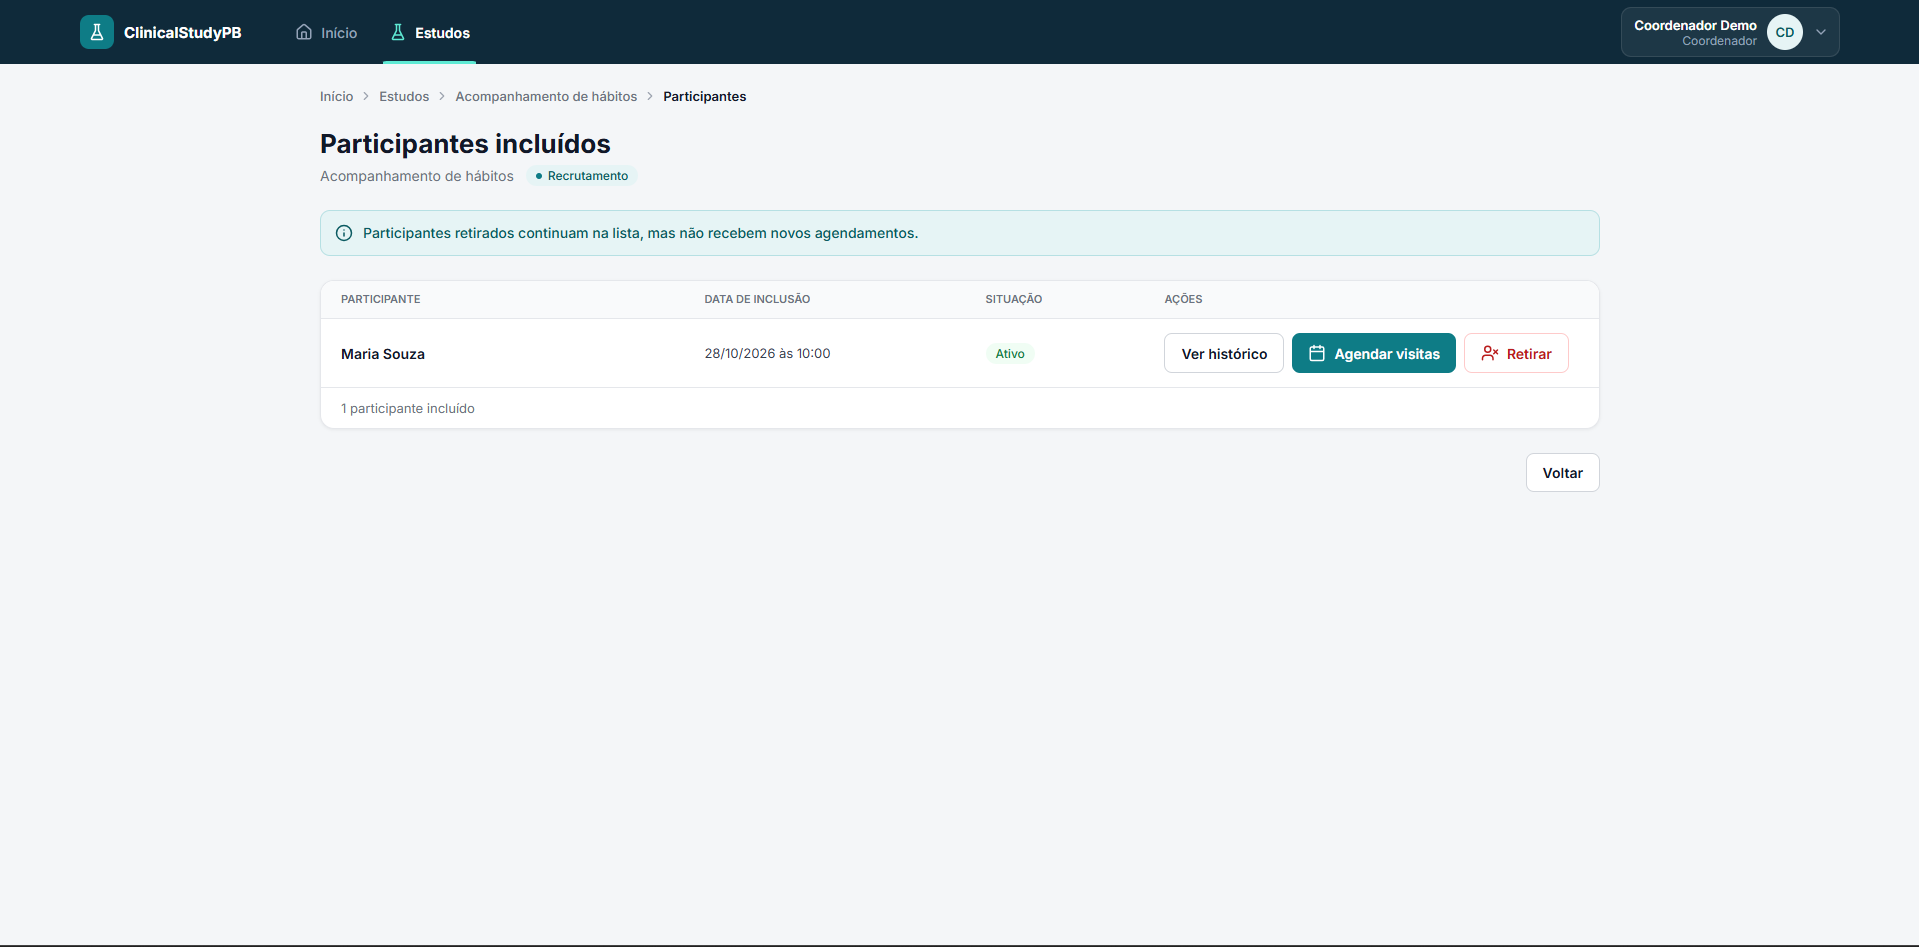 ClinicalStudyPB
Início
Estudos
Coordenador Demo
Coordenador
CD
Início > Estudos > Acompanhamento de hábitos > Participantes
Participantes incluídos
Acompanhamento de hábitos
Recrutamento
Participantes retirados continuam na lista, mas não recebem novos agendamentos.
PARTICIPANTE DATA DE INCLUSÃO SITUAÇÃO AÇÕES
Maria Souza 28/10/2026 às 10:00 Ativo Ver histórico Agendar visitas Retirar
1 participante incluído
Voltar